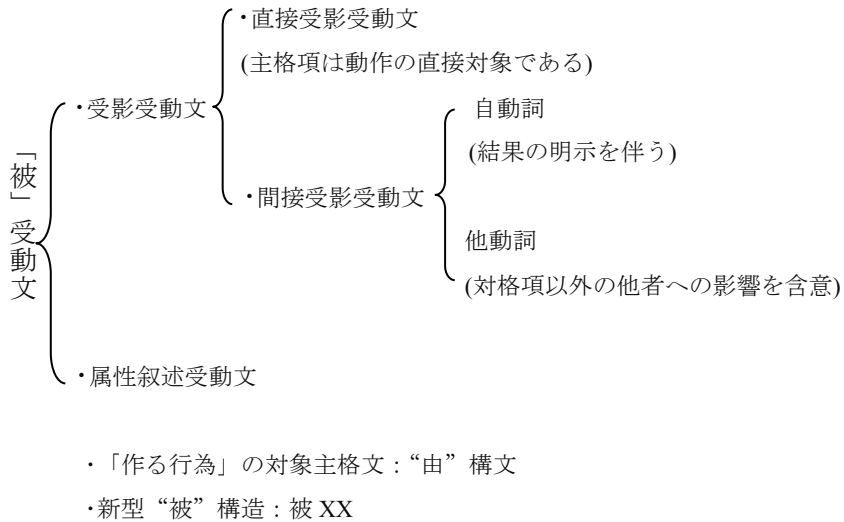 ・直接受影受動文
(主格項は動作の直接対象である)
・受影受動文
自動詞
(結果の明示を伴う)
「被」受動文
・間接受影受動文
他動詞
(対格項以外の他者への影響を含意)
・属性叙述受動文
・「作る行為」の対象主格文：“由”構文
・新型“被”構造：被 XX